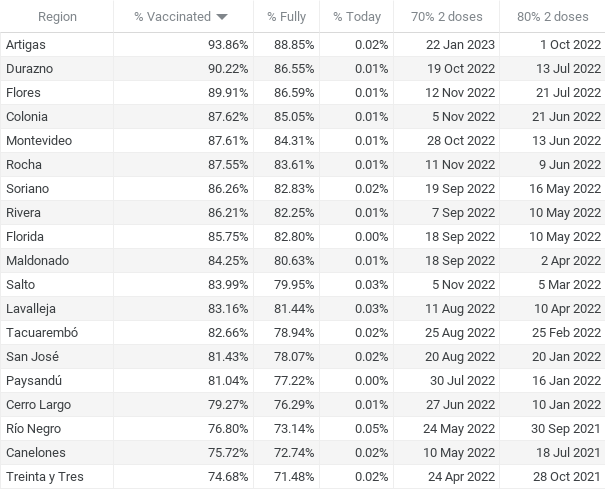 Region % Vaccinated % Fully % Today 70% 2 doses 80% 2 doses
Artigas 93.86% 88.85% 0.02% 22 Jan 2023 1 Oct 2022
Durazno 90.22% 86.55% 0.01% 19 Oct 2022 13 Jul 2022
Flores 89.91% 86.59% 0.01% 12 Nov 2022 21 Jul 2022
Colonia 87.62% 85.05% 0.01% 5 Nov 2022 21 Jun 2022
Montevideo 87.61% 84.31% 0.01% 28 Oct 2022 13 Jun 2022
Rocha 87.55% 83.61% 0.01% 11 Nov 2022 9 Jun 2022
Soriano 86.26% 82.83% 0.02% 19 Sep 2022 16 May 2022
Rivera 86.21% 82.25% 0.01% 7 Sep 2022 10 May 2022
Florida 85.75% 82.80% 0.00% 18 Sep 2022 10 May 2022
Maldonado 84.25% 80.63% 0.01% 18 Sep 2022 2 Apr 2022
Salto 83.99% 79.95% 0.03% 5 Nov 2022 5 Mar 2022
Lavalleja 83.16% 81.44% 0.03% 11 Aug 2022 10 Apr 2022
Tacuarembó 82.66% 78.94% 0.02% 25 Aug 2022 25 Feb 2022
San José 81.43% 78.07% 0.02% 20 Aug 2022 20 Jan 2022
Paysandú 81.04% 77.22% 0.00% 30 Jul 2022 16 Jan 2022
Cerro Largo 79.27% 76.29% 0.01% 27 Jun 2022 10 Jan 2022
Río Negro 76.80% 73.14% 0.05% 24 May 2022 30 Sep 2021
Canelones 75.72% 72.74% 0.02% 10 May 2022 18 Jul 2021
Treinta y Tres 74.68% 71.48% 0.02% 24 Apr 2022 28 Oct 2021